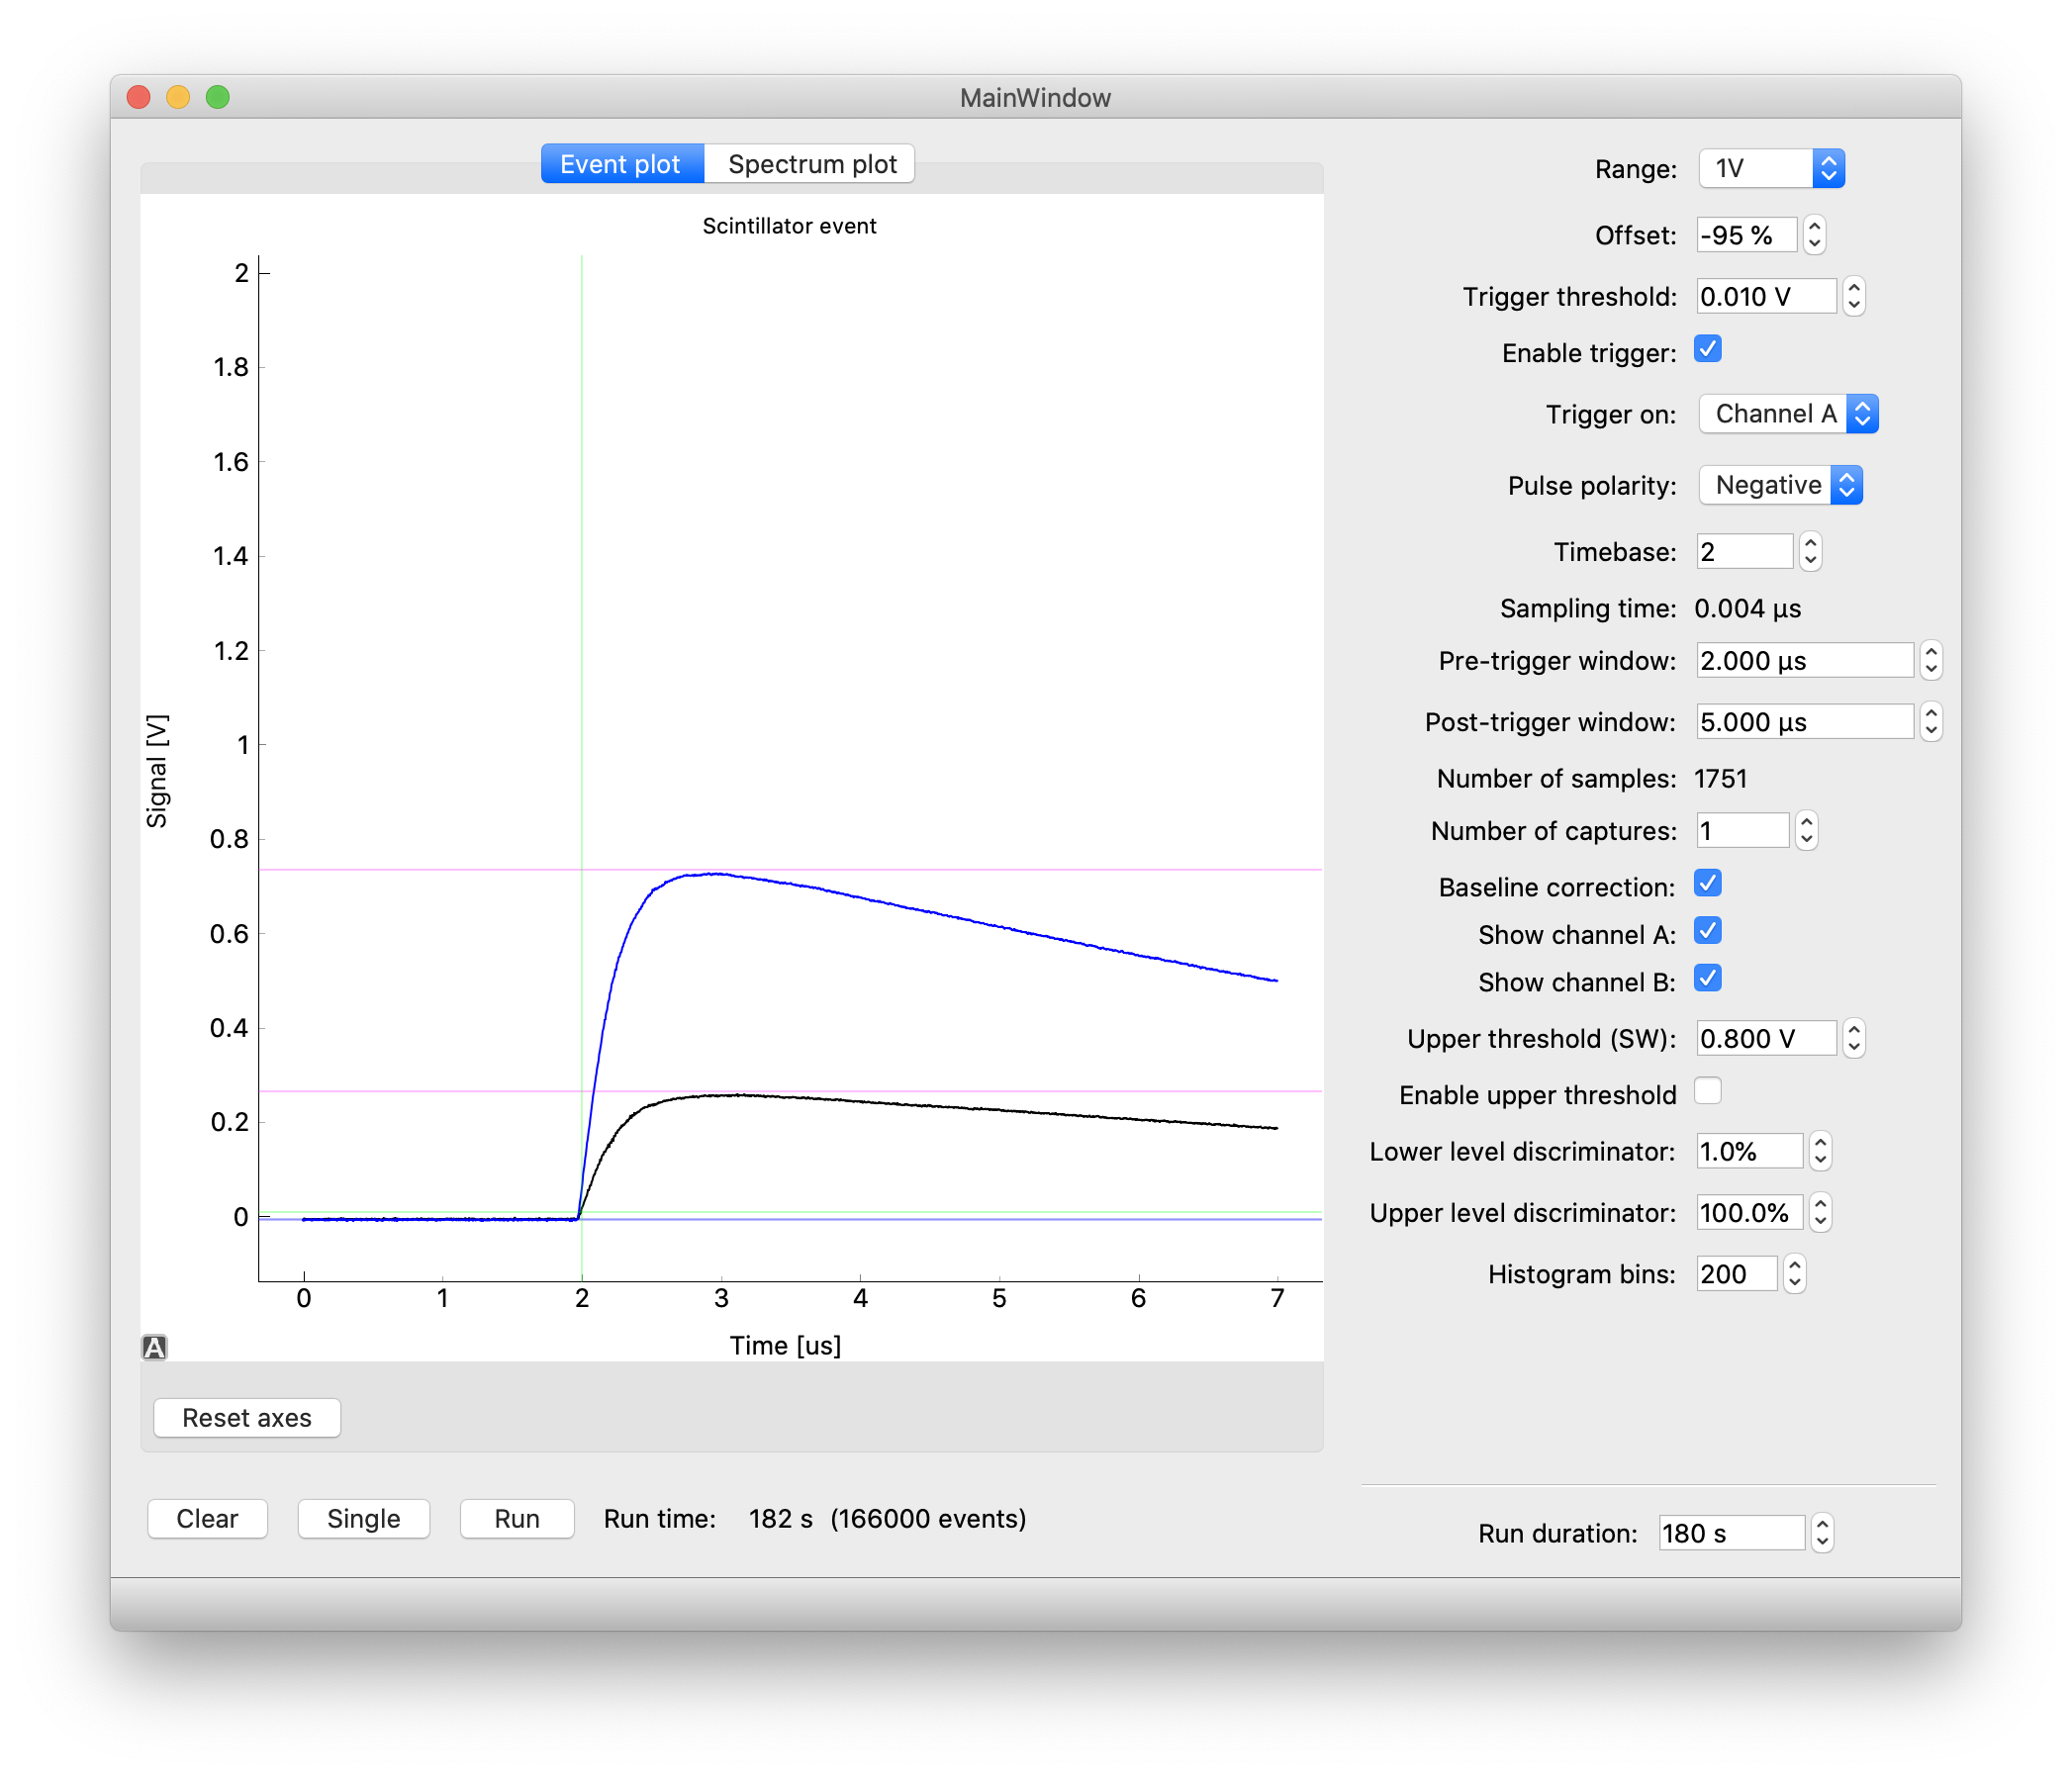 MainWindow
Event plot
Spectrum plot
Scintillator event
2
1.8
1.6
1.4
1.2
1
0.8
0.6
0.4
0.2
0
Signal [V]
0 1 2 3 4 5 6 7
Time [us]
A
Reset axes
Clear
Single
Run
Run time: 182 s (166000 events)
Range: 1V
Offset: -95 %
Trigger threshold: 0.010 V
Enable trigger:
Trigger on: Channel A
Pulse polarity: Negative
Timebase: 2
Sampling time: 0.004 µs
Pre-trigger window: 2.000 µs
Post-trigger window: 5.000 µs
Number of samples: 1751
Number of captures: 1
Baseline correction:
Show channel A:
Show channel B:
Upper threshold (SW): 0.800 V
Enable upper threshold
Lower level discriminator: 1.0%
Upper level discriminator: 100.0%
Histogram bins: 200
Run duration: 180 s